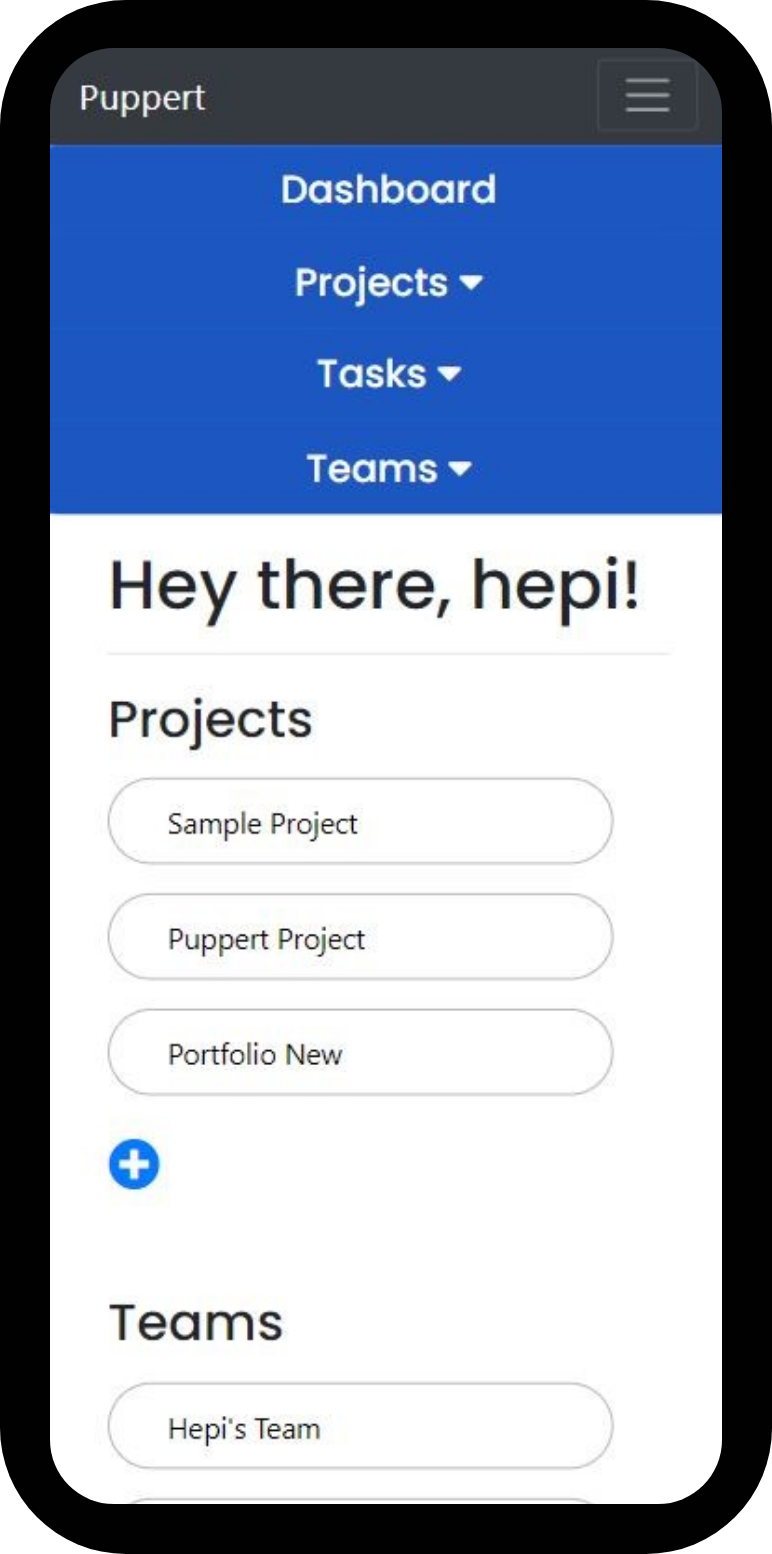 Puppert
Dashboard
Projects
Tasks
Teams
Hey there, hepi!
Projects
Sample Project
Puppert Project
Portfolio New
Teams
Hepi's Team